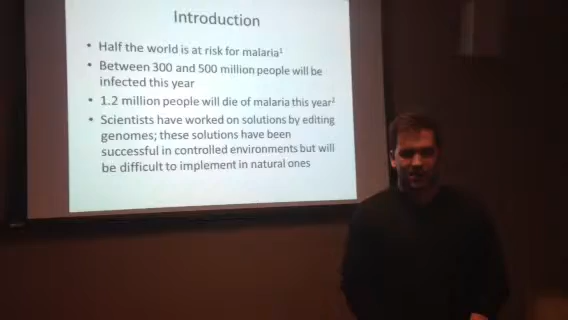 Introduction
• Half the world is at risk for malaria¹
• Between 300 and 500 million people will be
infected this year
• 1.2 million people will die of malaria this year²
• Scientists have worked on solutions by editing
genomes; these solutions have been
successful in controlled environments but will
be difficult to implement in natural ones